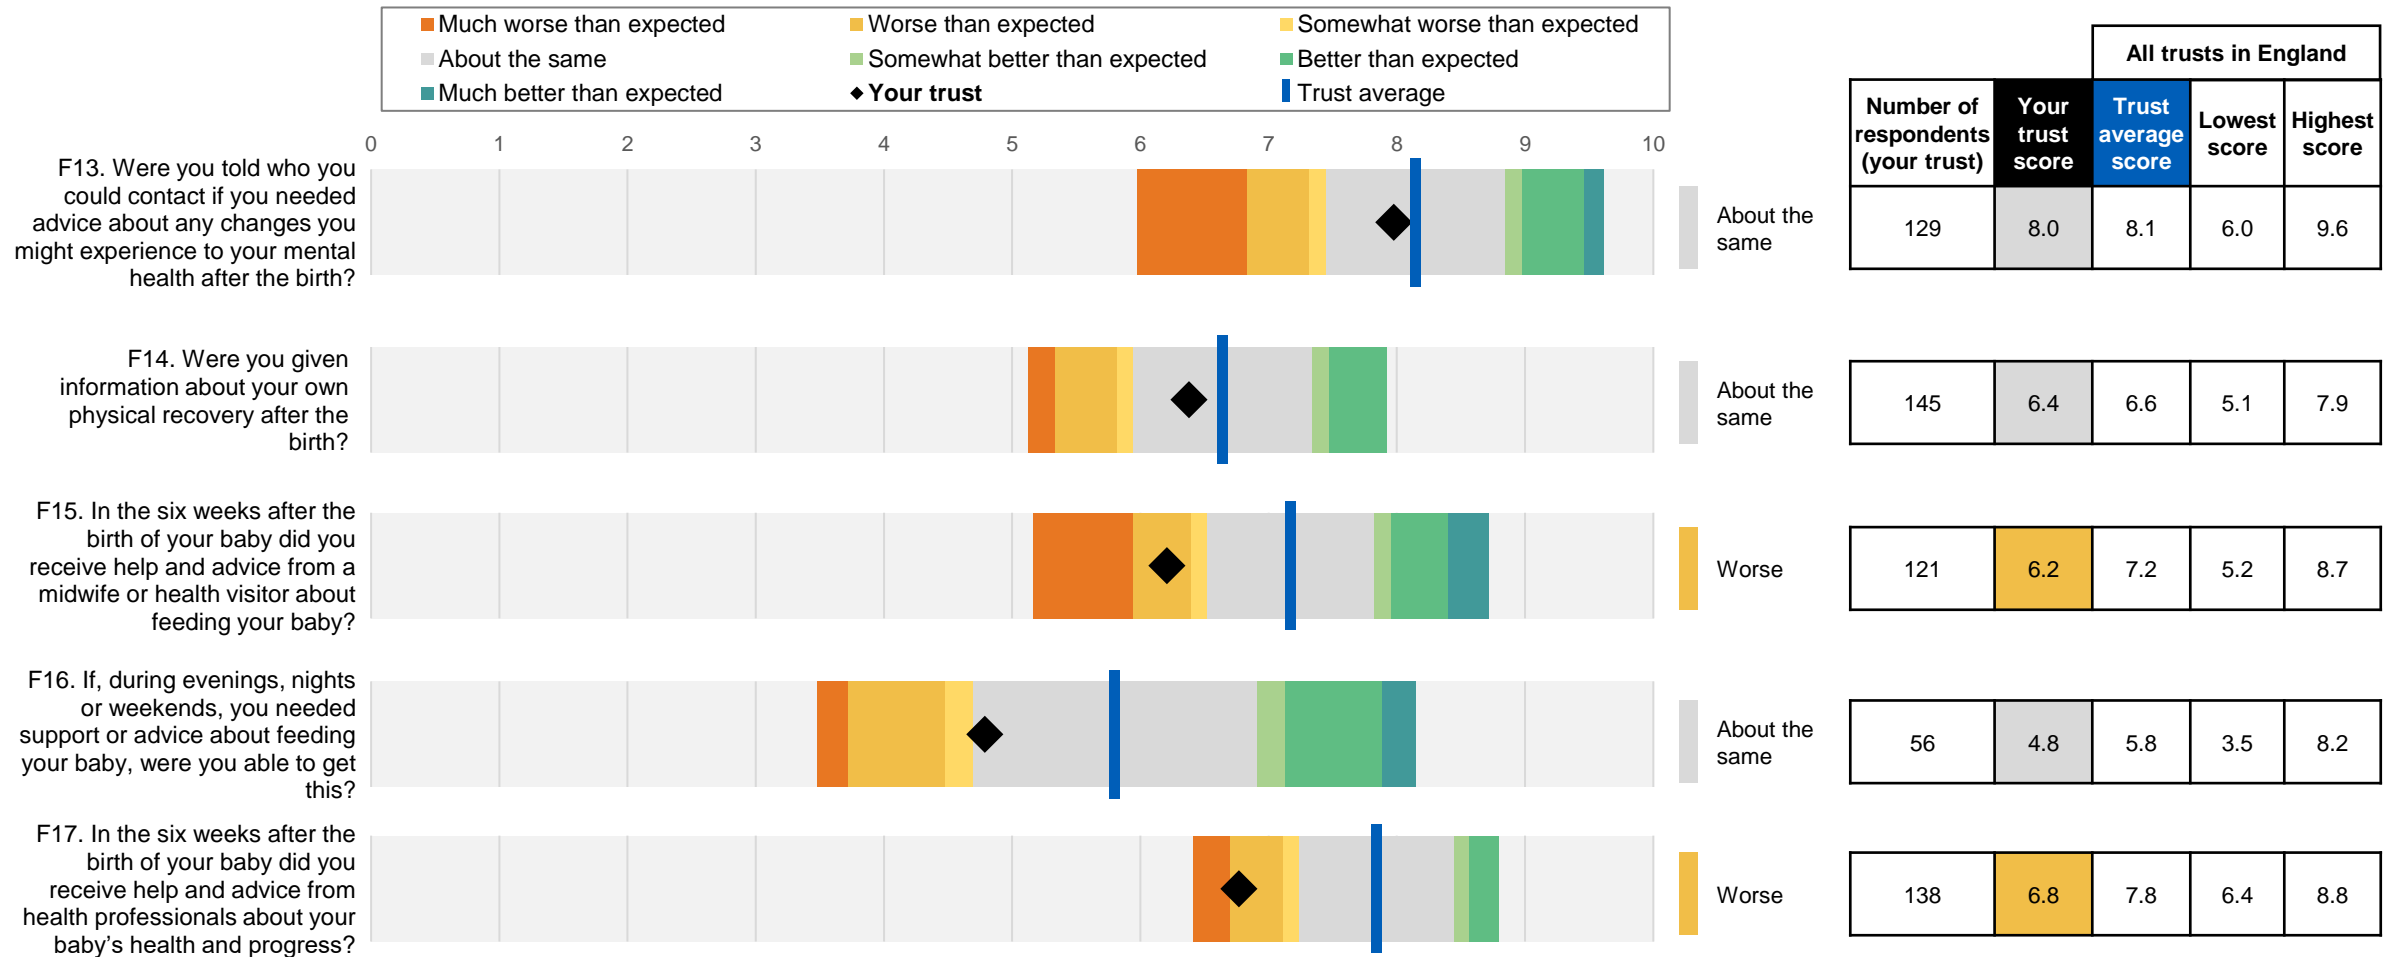 Much worse than expected
Worse than expected
Somewhat worse than expected
About the same
Somewhat better than expected
Better than expected
Much better than expected
Your trust
Trust average
All trusts in England
Number of
respondents
(your trust)
Your
trust
score
Trust
average
score
Lowest
score
Highest
score
0 1 2 3 4 5 6 7 8 9 10
F13. Were you told who you
could contact if you needed
advice about any changes you
might experience to your mental
health after the birth?
About the
same
129 8.0 8.1 6.0 9.6
F14. Were you given
information about your own
physical recovery after the
birth?
About the
same
145 6.4 6.6 5.1 7.9
F15. In the six weeks after the
birth of your baby did you
receive help and advice from a
midwife or health visitor about
feeding your baby?
Worse
121 6.2 7.2 5.2 8.7
F16. If, during evenings, nights
or weekends, you needed
support or advice about feeding
your baby, were you able to get
this?
About the
same
56 4.8 5.8 3.5 8.2
F17. In the six weeks after the
birth of your baby did you
receive help and advice from
health professionals about your
baby’s health and progress?
Worse
138 6.8 7.8 6.4 8.8